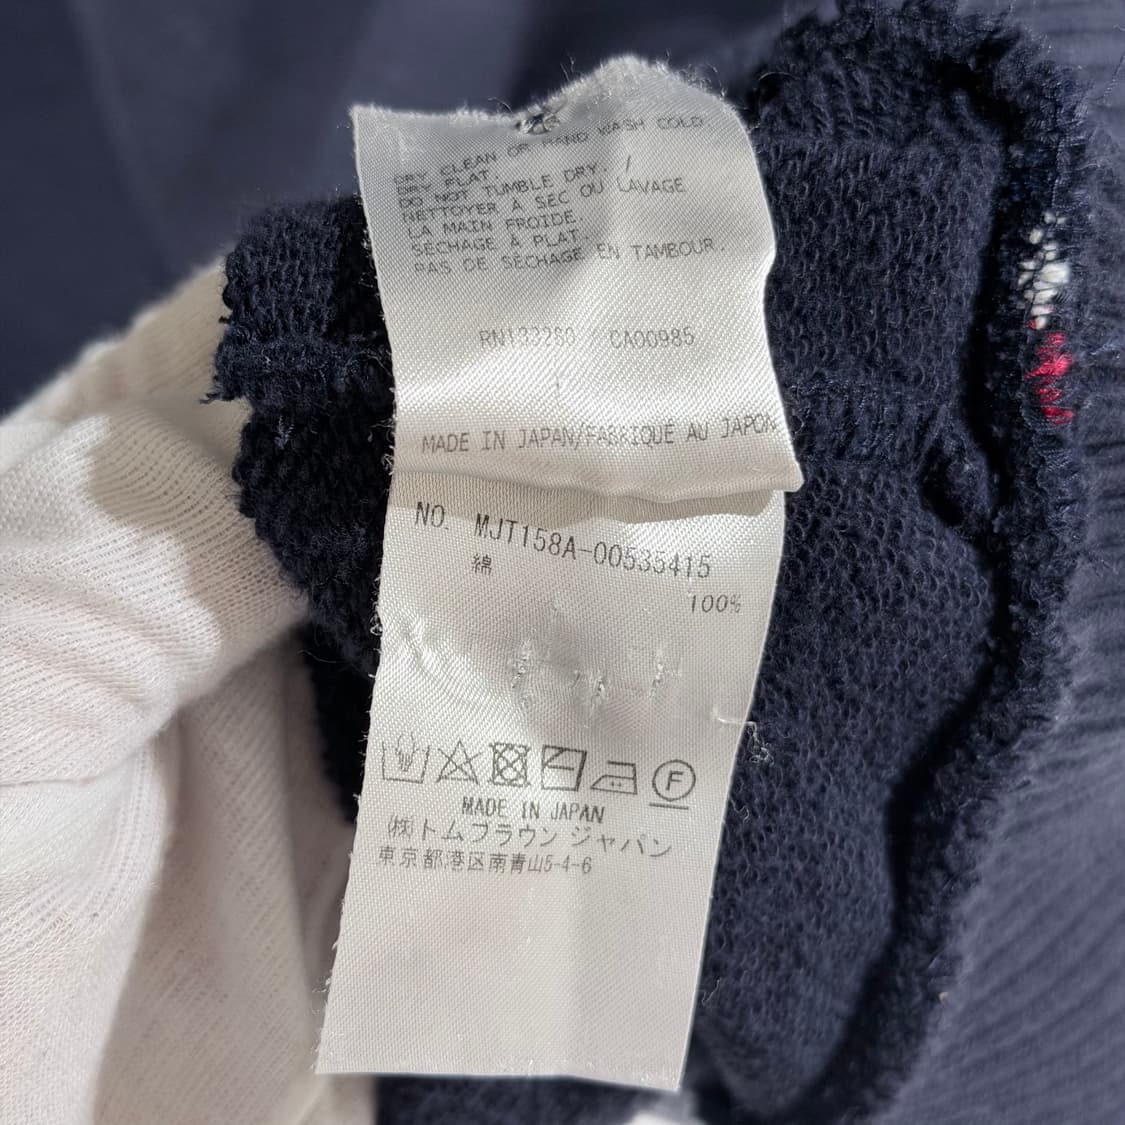 DRY CLEAN OR HAND WASH COLD
DRY FLAT.
DO NOT TUMBLE DRY. /
NETTOYER À SEC OU LAVAGE
LA MAIN FROIDE.
SÉCHAGE À PLAT.
PAS DE SÉCHAGE EN TAMBOUR.
RN133280 CA00985
MADE IN JAPAN/FABRIQUE AU JAPON
NO. MJT158A-00535415
綿
100%
F
MADE IN JAPAN
㈱トムブラウン ジャパン
東京都港区南青山5-4-6